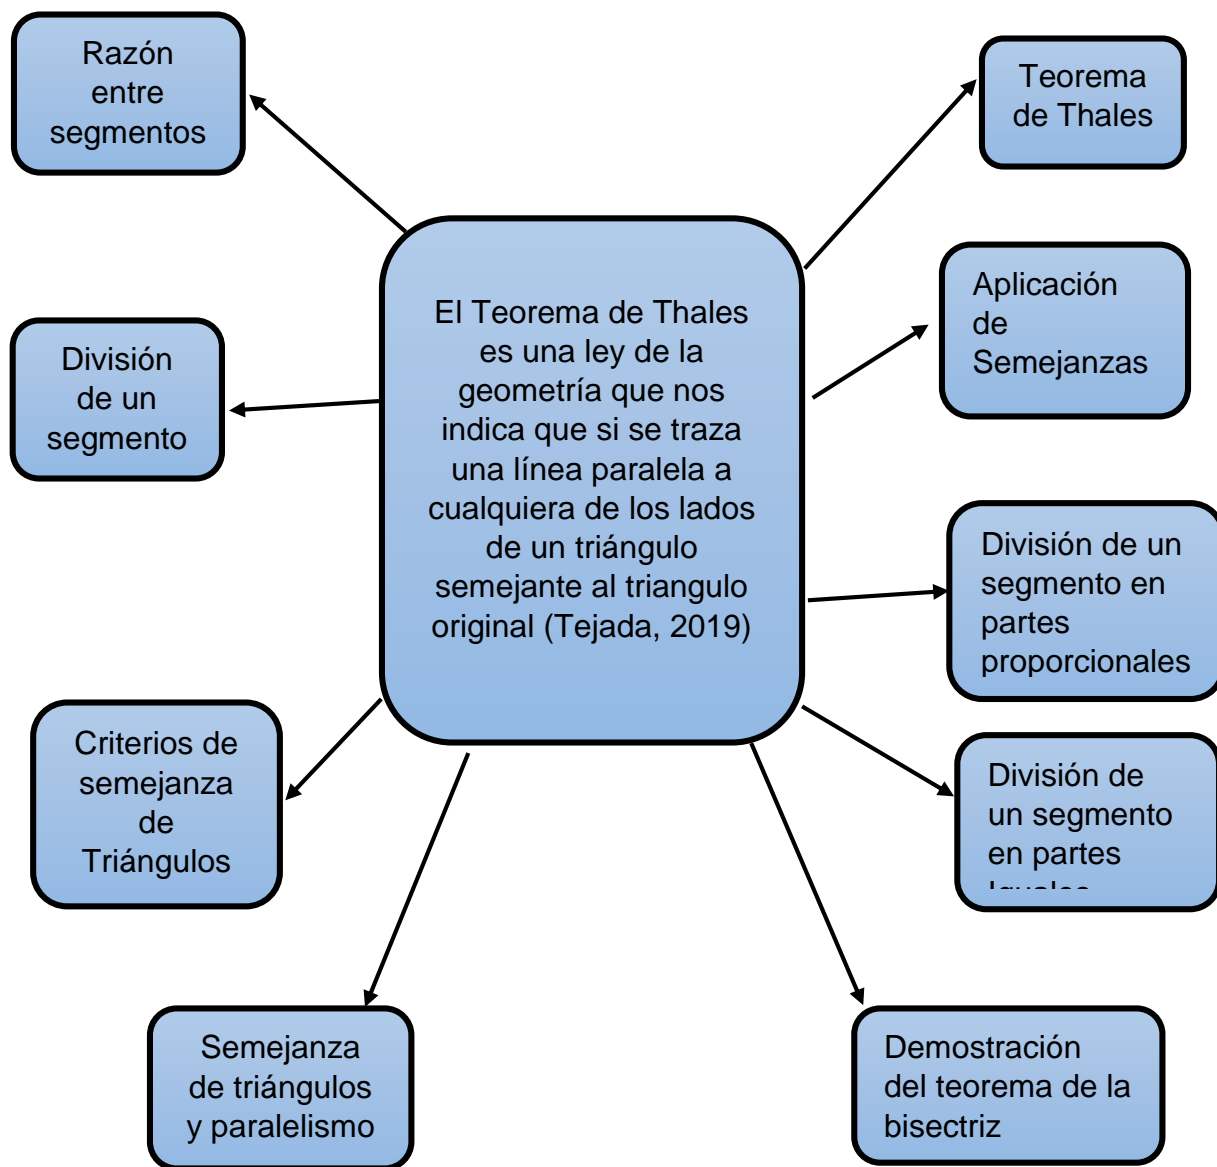 Razón
entre
segmentos
Teorema
de Thales
El Teorema de Thales
es una ley de la
geometría que nos
indica que si se traza
una línea paralela a
cualquiera de los lados
de un triángulo
semejante al triangulo
original (Tejada, 2019)
Aplicación
de
Semejanzas
División
de un
segmento
División de un
segmento en
partes
proporcionales
Criterios de
semejanza
de
Triángulos
División de
un segmento
en partes
Iguales
Semejanza
de triángulos
y paralelismo
Demostración
del teorema de la
bisectriz